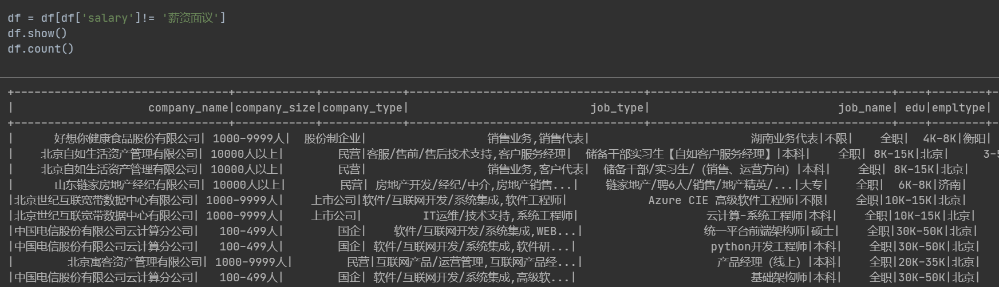 df = df[df['salary']!= '薪资面议']
df.show()
df.count()
+--------------------------------+------------+------------+-----------------------------------+------------------------------------+----+--------+-
|                    company_name|company_size|company_type|                           job_type|                            job_name| edu|empltype|
+--------------------------------+------------+------------+-----------------------------------+------------------------------------+----+--------+-
|      好想你健康食品股份有限公司| 1000-9999人|  股份制企业|                  销售业务,销售代表|                        湖南业务代表|不限|    全职|  4K-8K|衡阳|
|    北京自如生活资产管理有限公司| 10000人以上|        民营|客服/售前/售后技术支持,客户服务经理|  储备干部实习生【自如客户服务经理】|本科|    全职| 8K-15K|北京|     3-5
|    北京自如生活资产管理有限公司| 10000人以上|        民营|                  销售业务,客户代表|  储备干部/实习生/（销售、运营方向）|本科|    全职| 8K-15K|北京|
|      山东链家房地产经纪有限公司| 10000人以上|        民营| 房地产开发/经纪/中介,房地产销售...|    链家地产/聘6人/销售/地产精英/...|大专|    全职|  6K-8K|济南|
|北京世纪互联宽带数据中心有限公司| 1000-9999人|    上市公司|软件/互联网开发/系统集成,软件工程师|            Azure CIE 高级软件工程师|不限|    全职|10K-15K|北京|
|北京世纪互联宽带数据中心有限公司| 1000-9999人|    上市公司|         IT运维/技术支持,系统工程师|                   云计算-系统工程师|本科|    全职|10K-15K|北京|
|中国电信股份有限公司云计算分公司|   100-499人|        国企|    软件/互联网开发/系统集成,WEB...|                  统一平台前端架构师|硕士|    全职|30K-50K|北京|
|中国电信股份有限公司云计算分公司|   100-499人|        国企| 软件/互联网开发/系统集成,软件研...|                    python开发工程师|本科|    全职|30K-50K|北京|
|        北京寓客资产管理有限公司| 1000-9999人|        民营|互联网产品/运营管理,互联网产品经...|                    产品经理（线上）|本科|    全职|20K-35K|北京|
|中国电信股份有限公司云计算分公司|   100-499人|        国企| 软件/互联网开发/系统集成,高级软...|                          基础架构师|本科|    全职|30K-50K|北京|